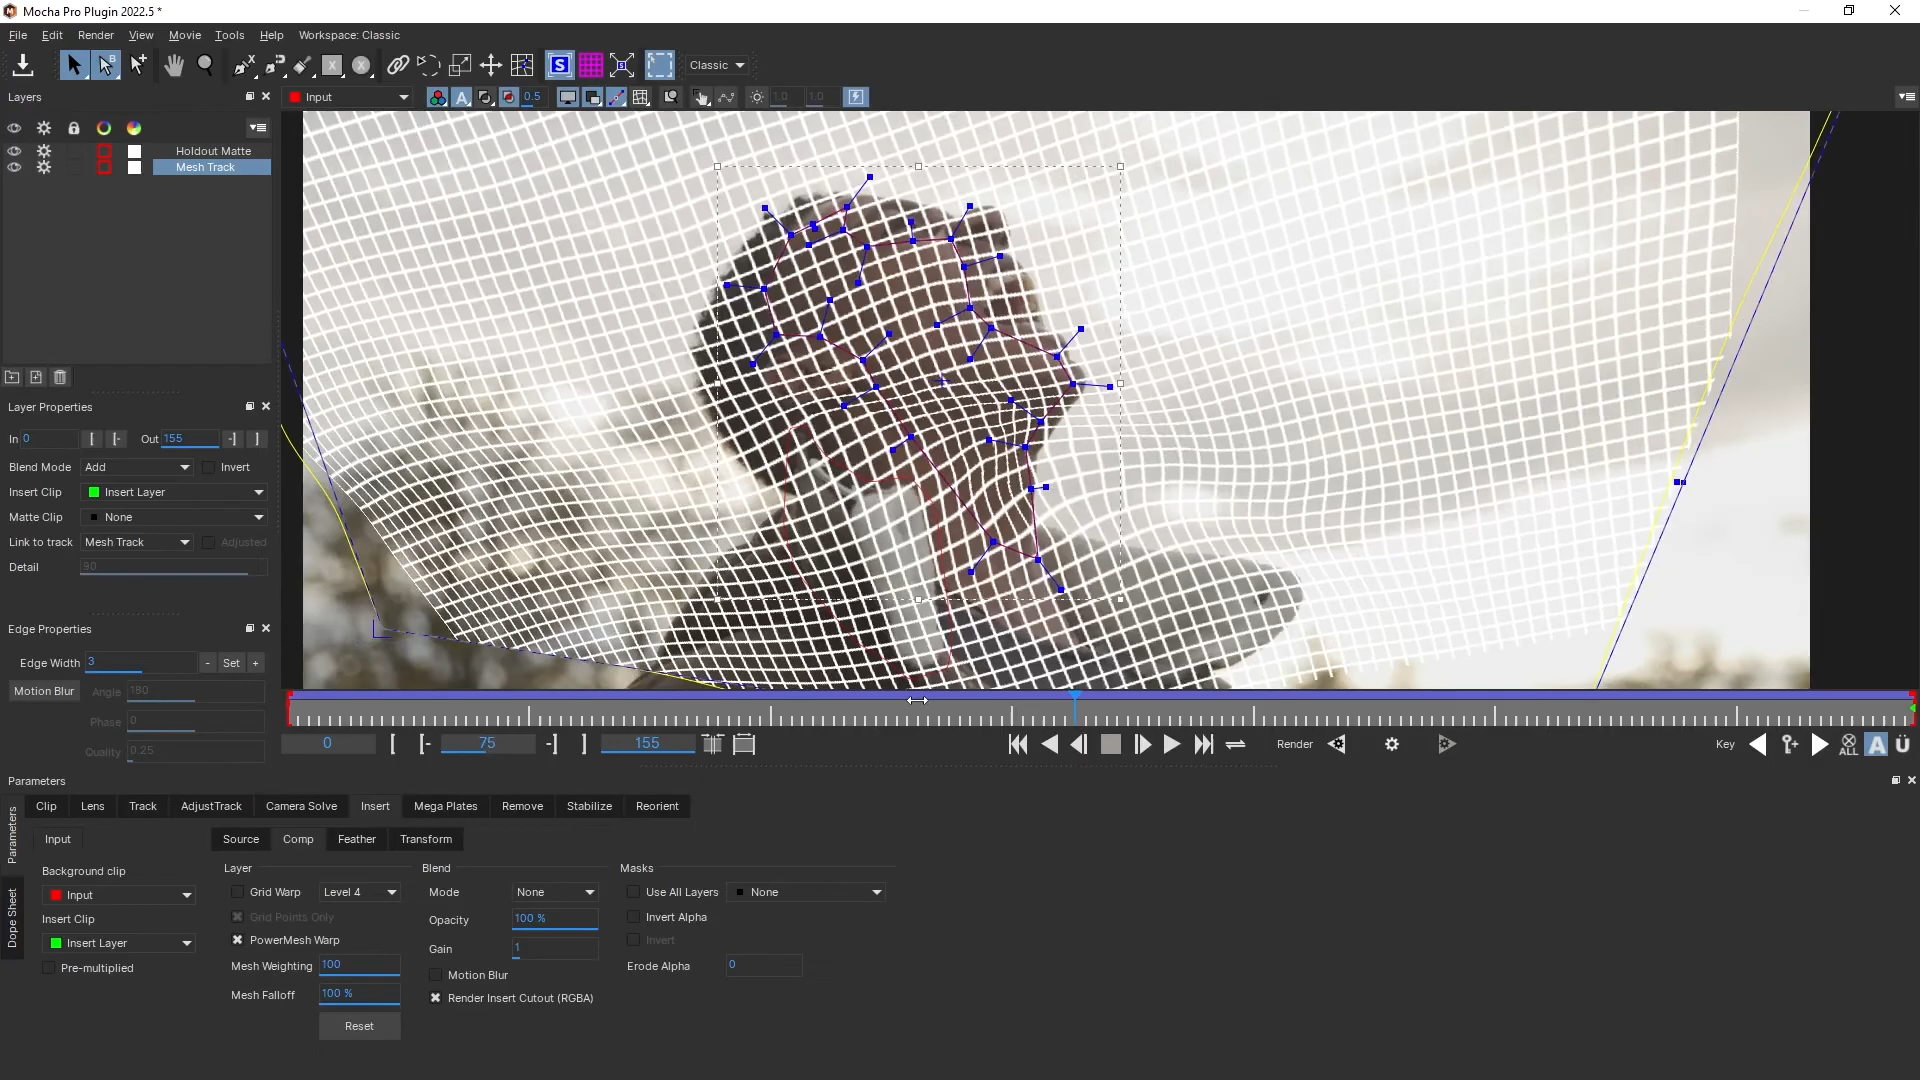 Mocha Pro Plugin 2022.5 *
File Edit Render View Movie Tools Help Workspace: Classic
Classic
Layers
Input
0.5
1.0
1.0
Holdout Matte
Mesh Track
Layer Properties
In 0 [ [- Out 155 -] ]
Blend Mode Add Invert
Insert Clip Insert Layer
Matte Clip None
Link to track Mesh Track Adjusted
Detail 90
Edge Properties
Edge Width 3 - Set +
Motion Blur Angle 180
Phase 0
Quality 0.25
0 [ [- 75 -] ] 155 Render Key ALL A
Parameters
Clip Lens Track AdjustTrack Camera Solve Insert Mega Plates Remove Stabilize Reorient
Parameters
Dope Sheet
Input
Background clip
Input
Insert Clip
Insert Layer
Pre-multiplied
Source Comp Feather Transform
Layer
Grid Warp Level 4
Grid Points Only
PowerMesh Warp
Mesh Weighting 100
Mesh Falloff 100 %
Reset
Blend
Mode None
Opacity 100 %
Gain 1
Motion Blur
Render Insert Cutout (RGBA)
Masks
Use All Layers None
Invert Alpha
Invert
Erode Alpha 0